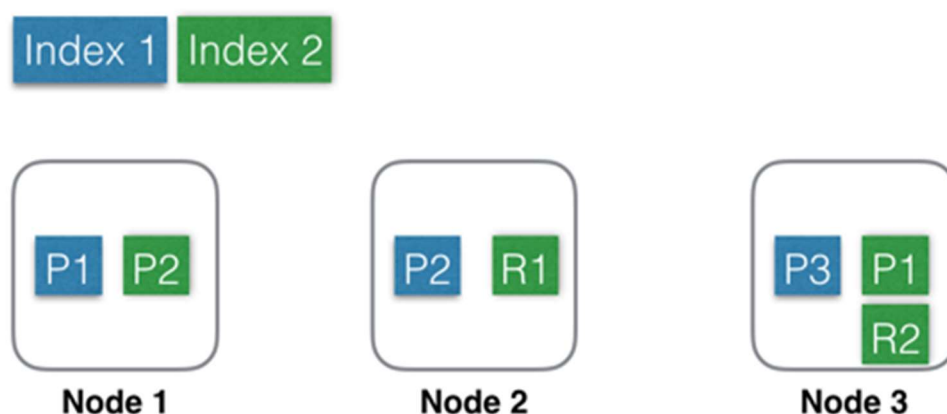 Index 1 Index 2
P1 P2 P2 R1 P3 P1
R2
Node 1 Node 2 Node 3